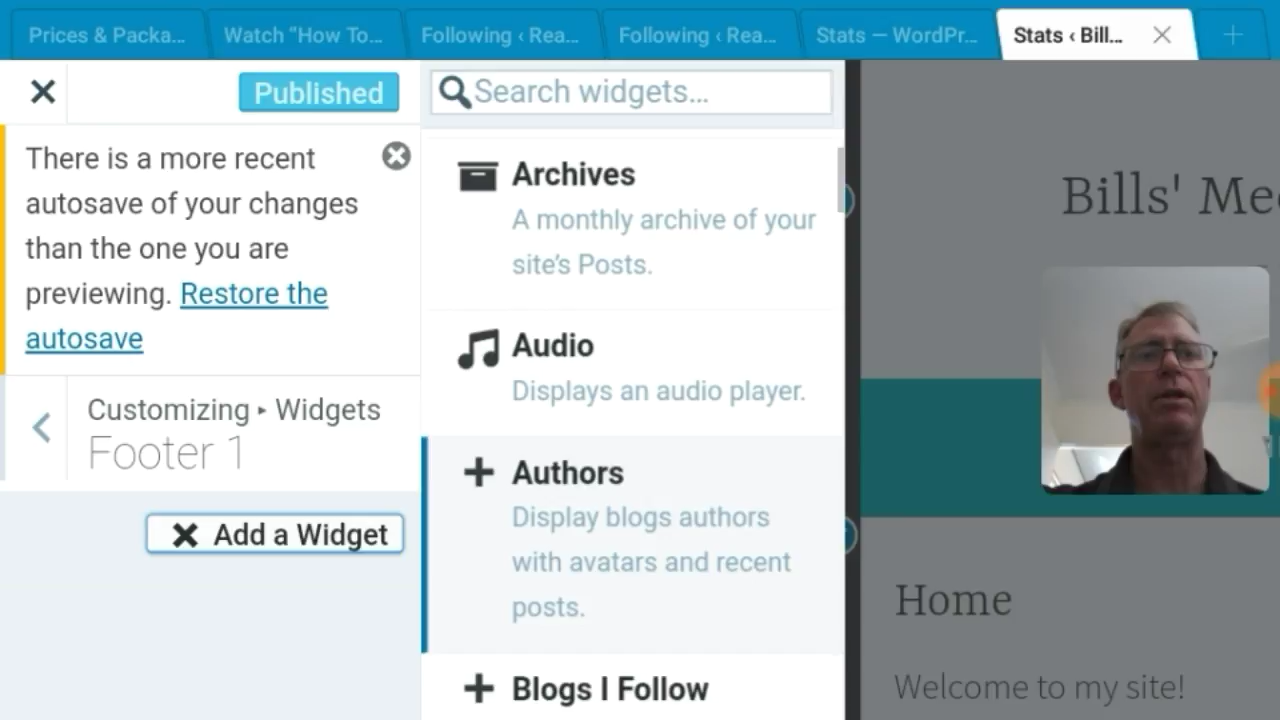 Prices & Packa...
Watch "How To...
Following ‹ Rea...
Following ‹ Rea...
Stats — WordPr...
Stats ‹ Bill...
Published
There is a more recent
autosave of your changes
than the one you are
previewing. Restore the
autosave
Customizing ▸ Widgets
Footer 1
Add a Widget
Search widgets...
Archives
A monthly archive of your
site's Posts.
Audio
Displays an audio player.
Authors
Display blogs authors
with avatars and recent
posts.
Blogs I Follow
Bills'
Home
Welcome to my site!